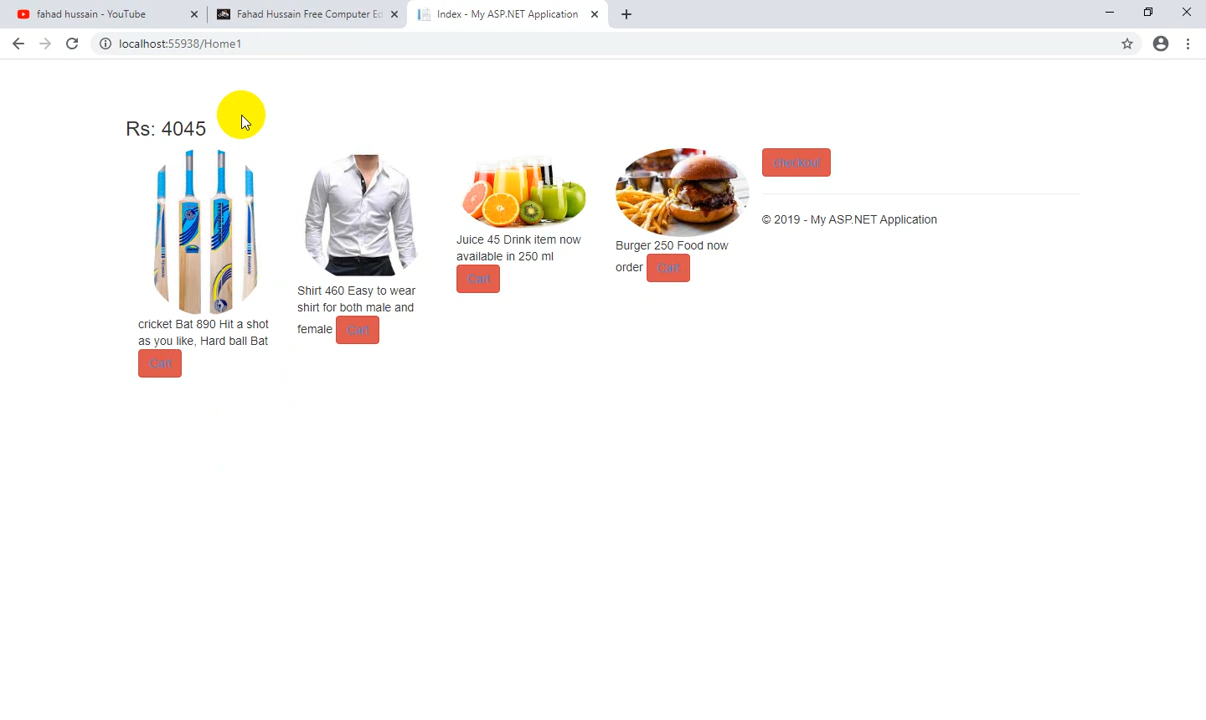 fahad hussain - YouTube
Fahad Hussain Free Computer Ed
Index - My ASP.NET Application
localhost:55938/Home1
Rs: 4045
cricket Bat 890 Hit a shot
as you like, Hard ball Bat
Cart
Shirt 460 Easy to wear
shirt for both male and
female Cart
Juice 45 Drink item now
available in 250 ml
Cart
Burger 250 Food now
order Cart
checkout
© 2019 - My ASP.NET Application